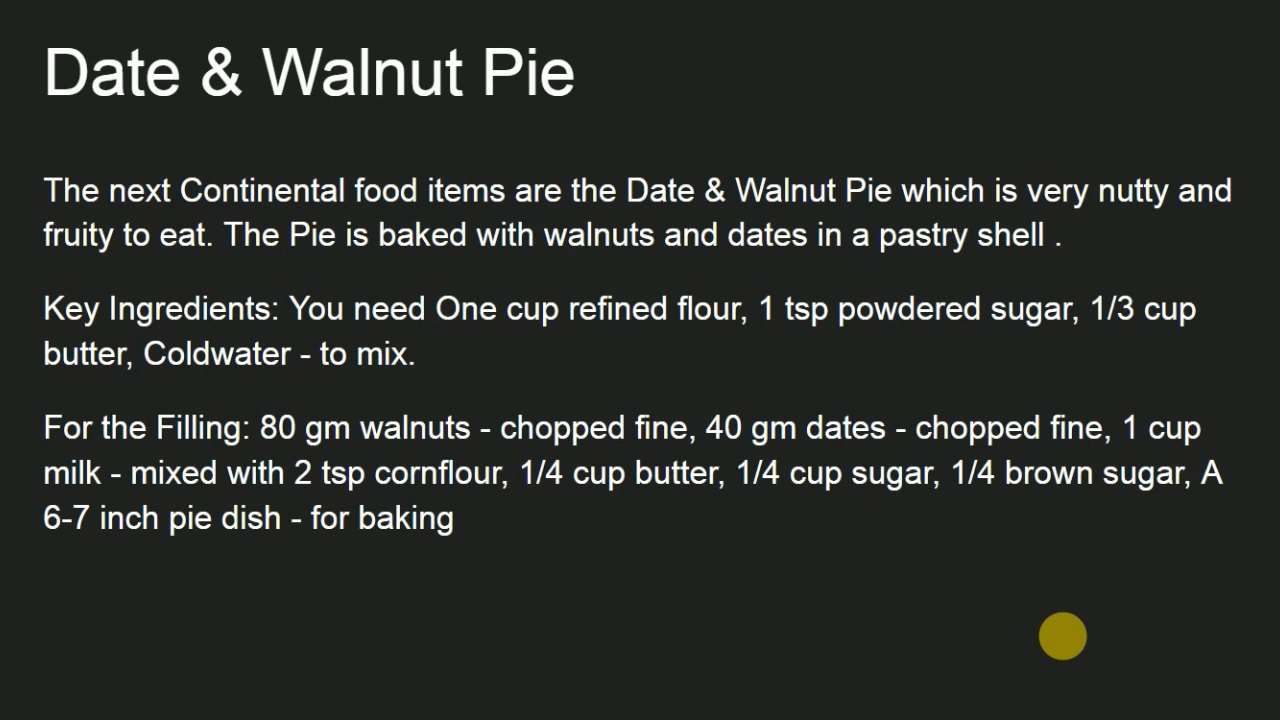 Date & Walnut Pie
The next Continental food items are the Date & Walnut Pie which is very nutty and
fruity to eat. The Pie is baked with walnuts and dates in a pastry shell .
Key Ingredients: You need One cup refined flour, 1 tsp powdered sugar, 1/3 cup
butter, Coldwater - to mix.
For the Filling: 80 gm walnuts - chopped fine, 40 gm dates - chopped fine, 1 cup
milk - mixed with 2 tsp cornflour, 1/4 cup butter, 1/4 cup sugar, 1/4 brown sugar, A
6-7 inch pie dish - for baking